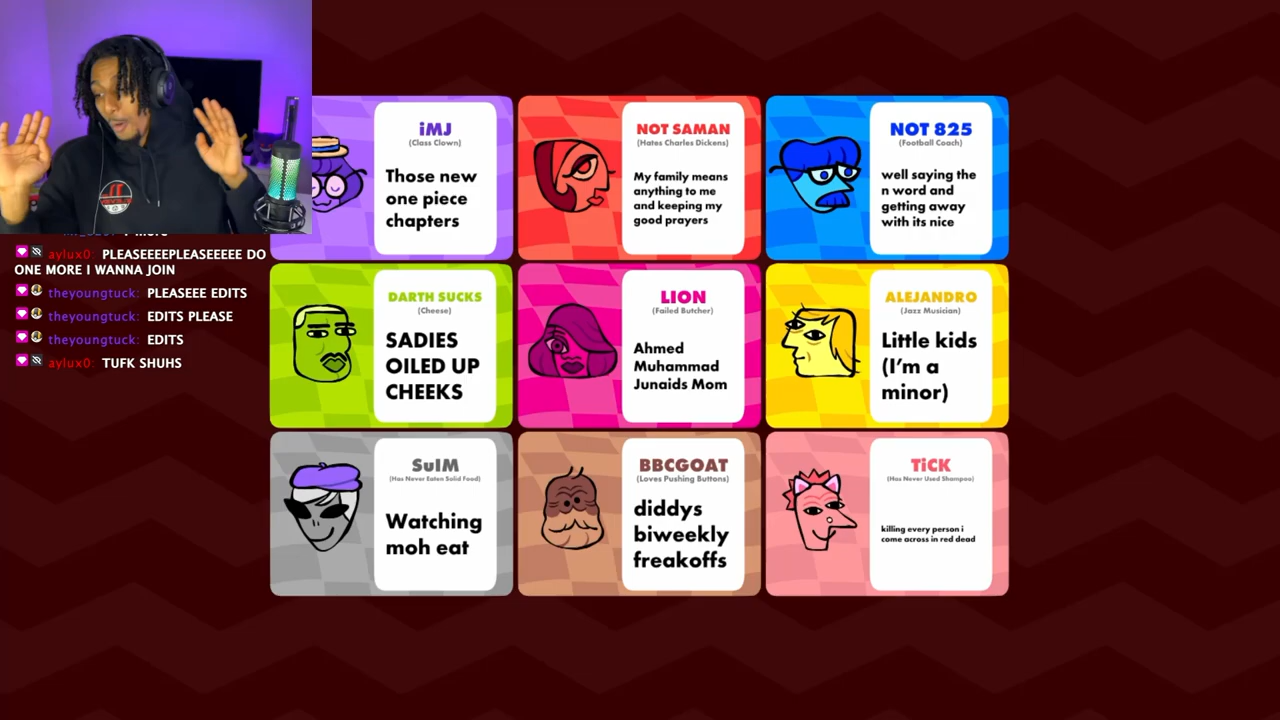 iMJ
(Class Clown)
Those new
one piece
chapters
NOT SAMAN
(Hates Charles Dickens)
My family means
anything to me
and keeping my
good prayers
NOT 825
(Football Coach)
well saying the
n word and
getting away
with its nice
aylux0: PLEASEEEEPLEASEEEEE DO
ONE MORE I WANNA JOIN
theyoungtuck: PLEASEEE EDITS
theyoungtuck: EDITS PLEASE
theyoungtuck: EDITS
aylux0: TUFK SHUHS
DARTH SUCKS
(Cheese)
SADIES
OILED UP
CHEEKS
LION
(Failed Butcher)
Ahmed
Muhammad
Junaids Mom
ALEJANDRO
(Jazz Musician)
Little kids
(I'm a
minor)
SuIM
(Has Never Eaten Solid Food)
Watching
moh eat
BBCGOAT
(Loves Pushing Buttons)
diddys
biweekly
freakoffs
TiCK
(Has Never Used Shampoo)
killing every person i
come across in red dead